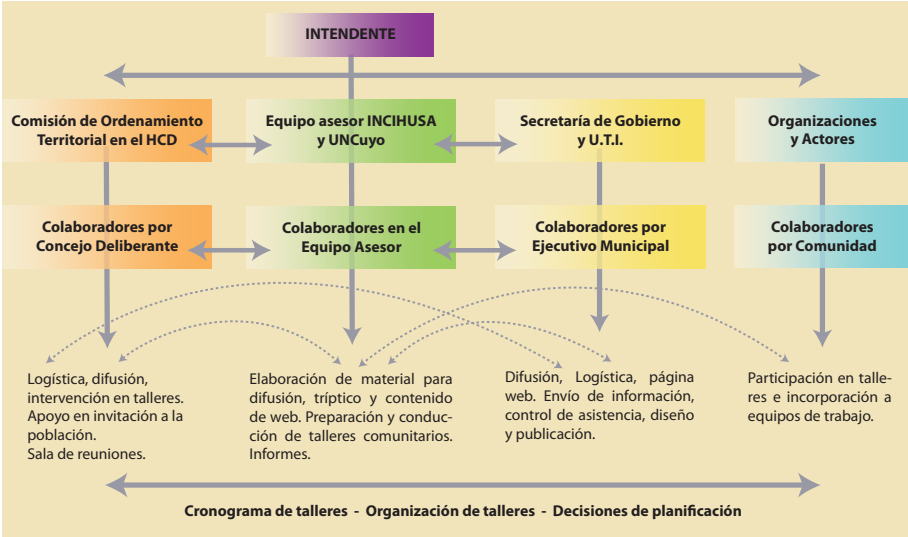 INTENDENTE
Comisión de Ordenamiento
Territorial en el HCD
Equipo asesor INCIHUSA
y UNCuyo
Secretaría de Gobierno
y U.T.I.
Organizaciones
y Actores
Colaboradores por
Concejo Deliberante
Colaboradores en el
Equipo Asesor
Colaboradores por
Ejecutivo Municipal
Colaboradores
por Comunidad
Logística, difusión,
intervención en talleres.
Apoyo en invitación a la
población.
Sala de reuniones.
Elaboración de material para
difusión, tríptico y contenido
de web. Preparación y conduc-
ción de talleres comunitarios.
Informes.
Difusión, Logística, página
web. Envío de información,
control de asistencia, diseño
y publicación.
Participación en talle-
res e incorporación a
equipos de trabajo.
Cronograma de talleres - Organización de talleres - Decisiones de planificación